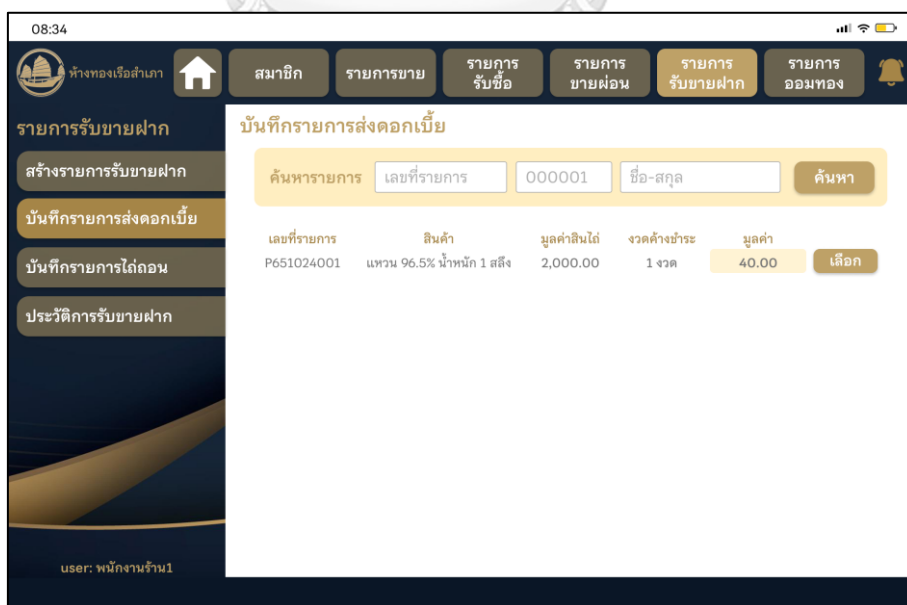 08:34
ห้างทองเรือสำเภา
สมาชิก
รายการขาย
รายการ
รับซื้อ
รายการ
ขายผ่อน
รายการ
รับขายฝาก
รายการ
ออมทอง
รายการรับขายฝาก
สร้างรายการรับขายฝาก
บันทึกรายการส่งดอกเบี้ย
บันทึกรายการไถ่ถอน
ประวัติการรับขายฝาก
user: พนักงานร้าน1
บันทึกรายการส่งดอกเบี้ย
ค้นหารายการ เลขที่รายการ 000001 ชื่อ-สกุล ค้นหา
เลขที่รายการ สินค้า มูลค่าสินไถ่ งวดค้างชำระ มูลค่า
P651024001 แหวน 96.5% น้ำหนัก 1 สลึง 2,000.00 1 งวด 40.00 เลือก